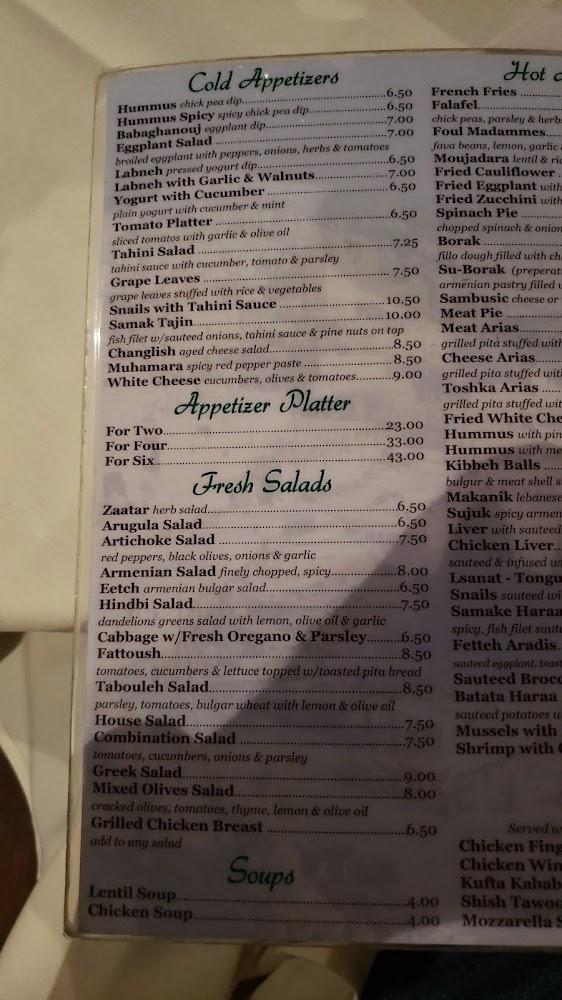 Cold Appetizers
Hummus chick pea dip..........6.50
Hummus Spicy spicy chick pea dip..........6.50
Babaghanouj eggplant dip..........7.00
Eggplant Salad ..........7.00
broiled eggplant with peppers, onions, herbs & tomatoes
Labneh pressed yogurt dip..........6.50
Labneh with Garlic & Walnuts..........7.00
Yogurt with Cucumber ..........6.50
plain yogurt with cucumber & mint
Tomato Platter ..........6.50
sliced tomatos with garlic & olive oil
Tahini Salad ..........7.25
tahini sauce with cucumber, tomato & parsley
Grape Leaves ..........7.50
grape leaves stuffed with rice & vegetables
Snails with Tahini Sauce ..........10.50
Samak Tajin..........10.00
fish filet w/sauteed onions, tahini sauce & pine nuts on top
Changlish aged cheese salad..........8.50
Muhamara spicy red pepper paste ..........8.50
White Cheese cucumbers, olives & tomatoes..........9.00
Appetizer Platter
For Two..........23.00
For Four..........33.00
For Six..........43.00
Fresh Salads
Zaatar herb salad..........6.50
Arugula Salad..........6.50
Artichoke Salad ..........7.50
red peppers, black olives, onions & garlic
Armenian Salad finely chopped, spicy..........8.00
Eetch armenian bulgar salad..........6.50
Hindbi Salad..........7.50
dandelions greens salad with lemon, olive oil & garlic
Cabbage w/Fresh Oregano & Parsley..........6.50
Fattoush..........8.50
tomatoes, cucumbers & lettuce topped w/toasted pita bread
Tabouleh Salad..........8.50
parsley, tomatoes, bulgar wheat with lemon & olive oil
House Salad..........7.50
Combination Salad ..........7.50
tomatoes, cucumbers, onions & parsley
Greek Salad..........9.00
Mixed Olives Salad..........8.00
cracked olives, tomatoes, thyme, lemon & olive oil
Grilled Chicken Breast ..........6.50
add to any salad
Soups
Lentil Soup..........4.00
Chicken Soup..........4.00
Hot
French Fries ..........
Falafel..........
chick peas, parsley & herb
Foul Madammes..........
fava beans, lemon, garlic
Moujadara lentil & ri
Fried Cauliflower
Fried Eggplant with
Fried Zucchini with
Spinach Pie ..........
chopped spinach & onion
Borak ..........
fillo dough filled with ch
Su-Borak (preperat
armenian pastry filled
Sambusic cheese or
Meat Pie ..........
Meat Arias..........
grilled pita stuffed with
Cheese Arias..........
grilled pita stuffed wit
Toshka Arias ..........
grilled pita stuffed with
Fried White Che
Hummus with pin
Hummus with me
Kibbeh Balls ..........
bulgur & meat shell s
Makanik lebanese
Sujuk spicy armen
Liver with sauteed
Chicken Liver..........
sauteed & infused wi
Lsanat - Tongu
Snails sauteed wi
Samake Haraa
spicy, fish filet saute
Fetteh Aradis
sauteed eggplant, toast
Sauteed Brocc
Batata Haraa
sauteed potatoes w
Mussels with
Shrimp with
Served w
Chicken Fing
Chicken Win
Kufta Kabab
Shish Tawoo
Mozzarella S